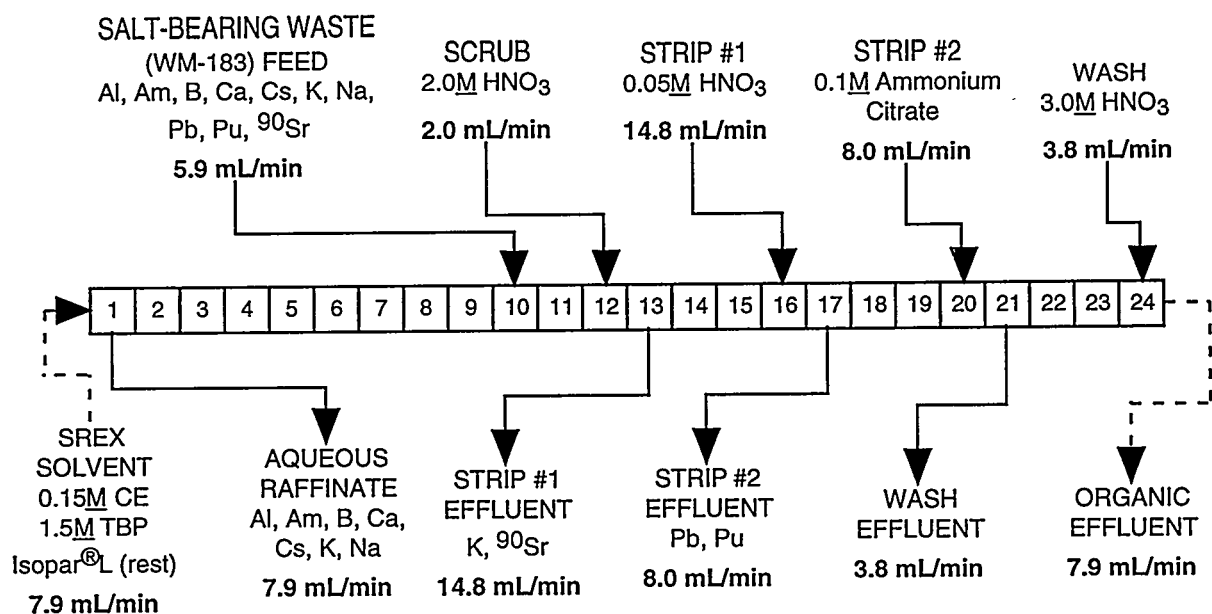 SALT-BEARING WASTE
(WM-183) FEED
Al, Am, B, Ca, Cs, K, Na,
Pb, Pu, ⁹⁰Sr
5.9 mL/min
SCRUB
2.0M HNO₃
2.0 mL/min
STRIP #1
0.05M HNO₃
14.8 mL/min
STRIP #2
0.1M Ammonium
Citrate
8.0 mL/min
WASH
3.0M HNO₃
3.8 mL/min
1 2 3 4 5 6 7 8 9 10 11 12 13 14 15 16 17 18 19 20 21 22 23 24
SREX
SOLVENT
0.15M CE
1.5M TBP
Isopar®L (rest)
7.9 mL/min
AQUEOUS
RAFFINATE
Al, Am, B, Ca,
Cs, K, Na
7.9 mL/min
STRIP #1
EFFLUENT
K, ⁹⁰Sr
14.8 mL/min
STRIP #2
EFFLUENT
Pb, Pu
8.0 mL/min
WASH
EFFLUENT
3.8 mL/min
ORGANIC
EFFLUENT
7.9 mL/min